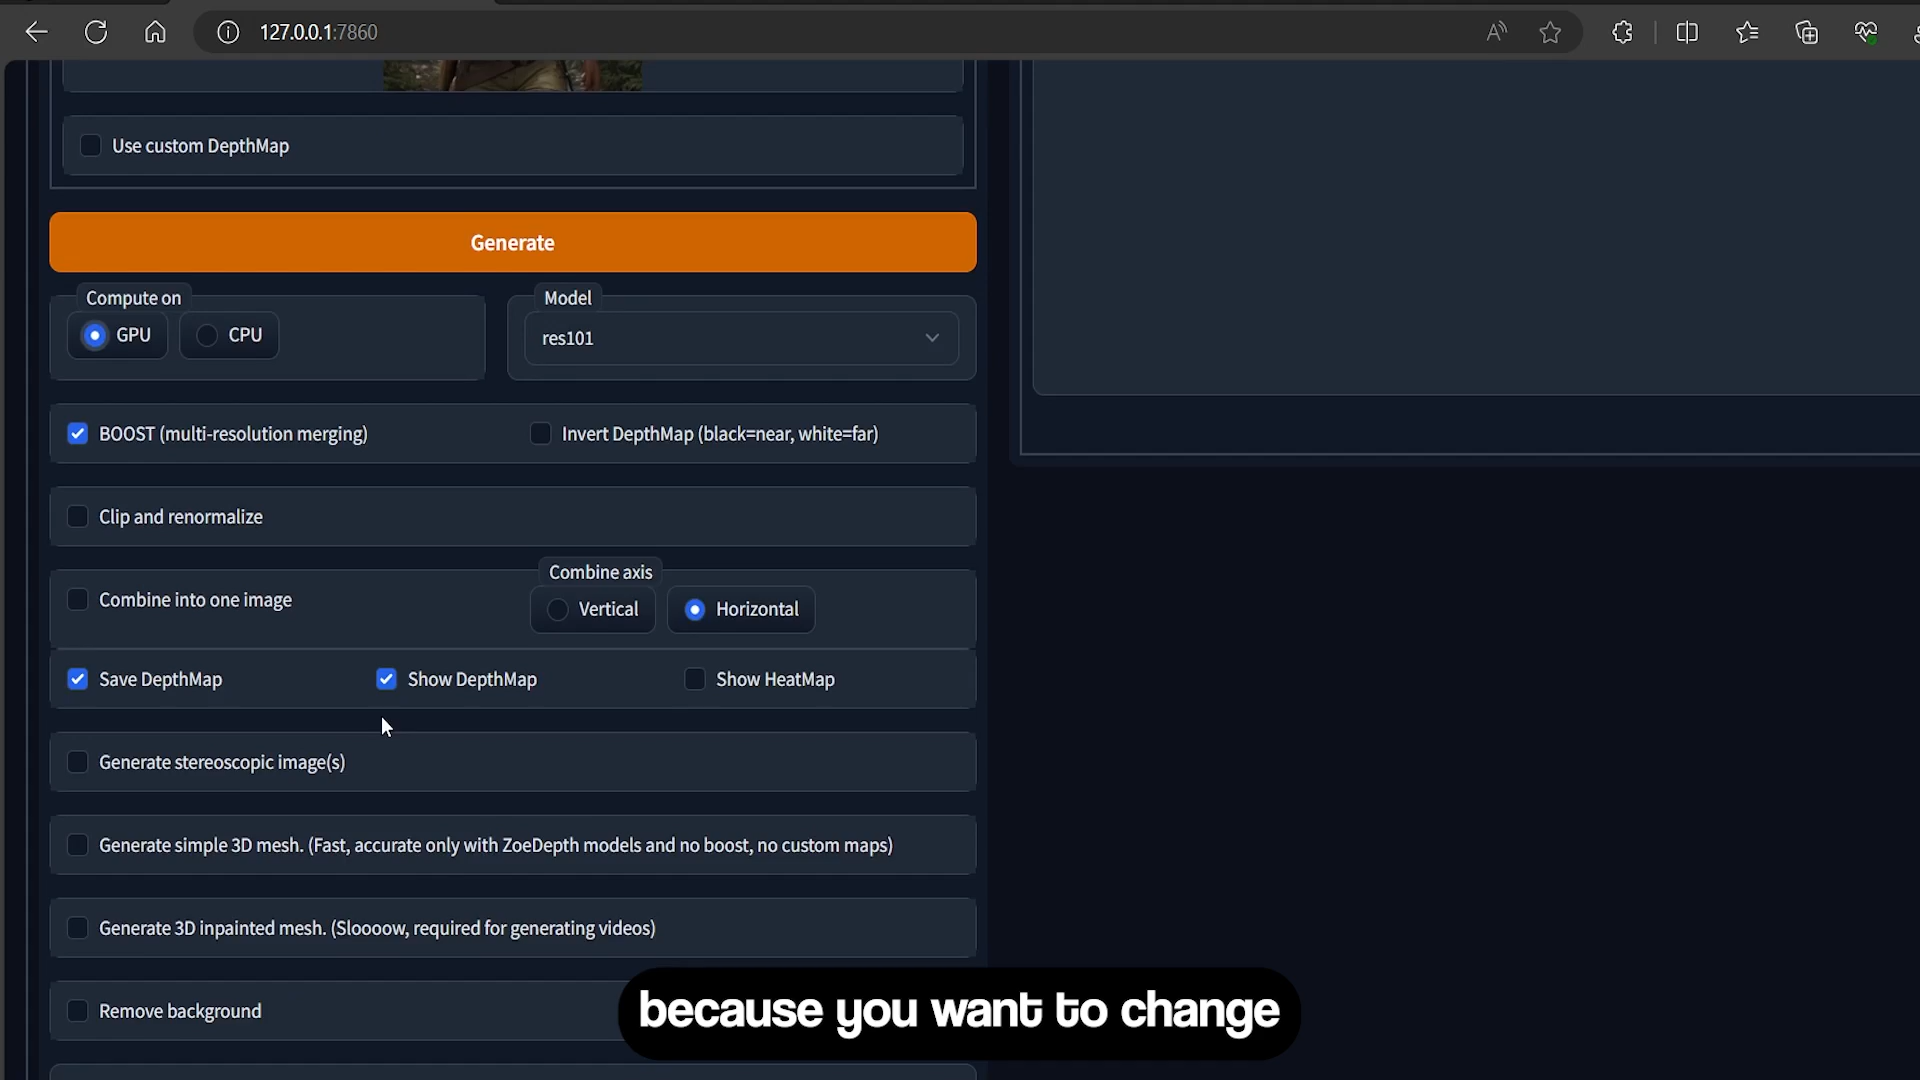 127.0.0.1:7860
Use custom DepthMap
Generate
Compute on
GPU CPU
Model
res101
BOOST (multi-resolution merging)
Invert DepthMap (black=near, white=far)
Clip and renormalize
Combine into one image
Combine axis
Vertical Horizontal
Save DepthMap Show DepthMap Show HeatMap
Generate stereoscopic image(s)
Generate simple 3D mesh. (Fast, accurate only with ZoeDepth models and no boost, no custom maps)
Generate 3D inpainted mesh. (Sloooow, required for generating videos)
Remove background
because you want to change